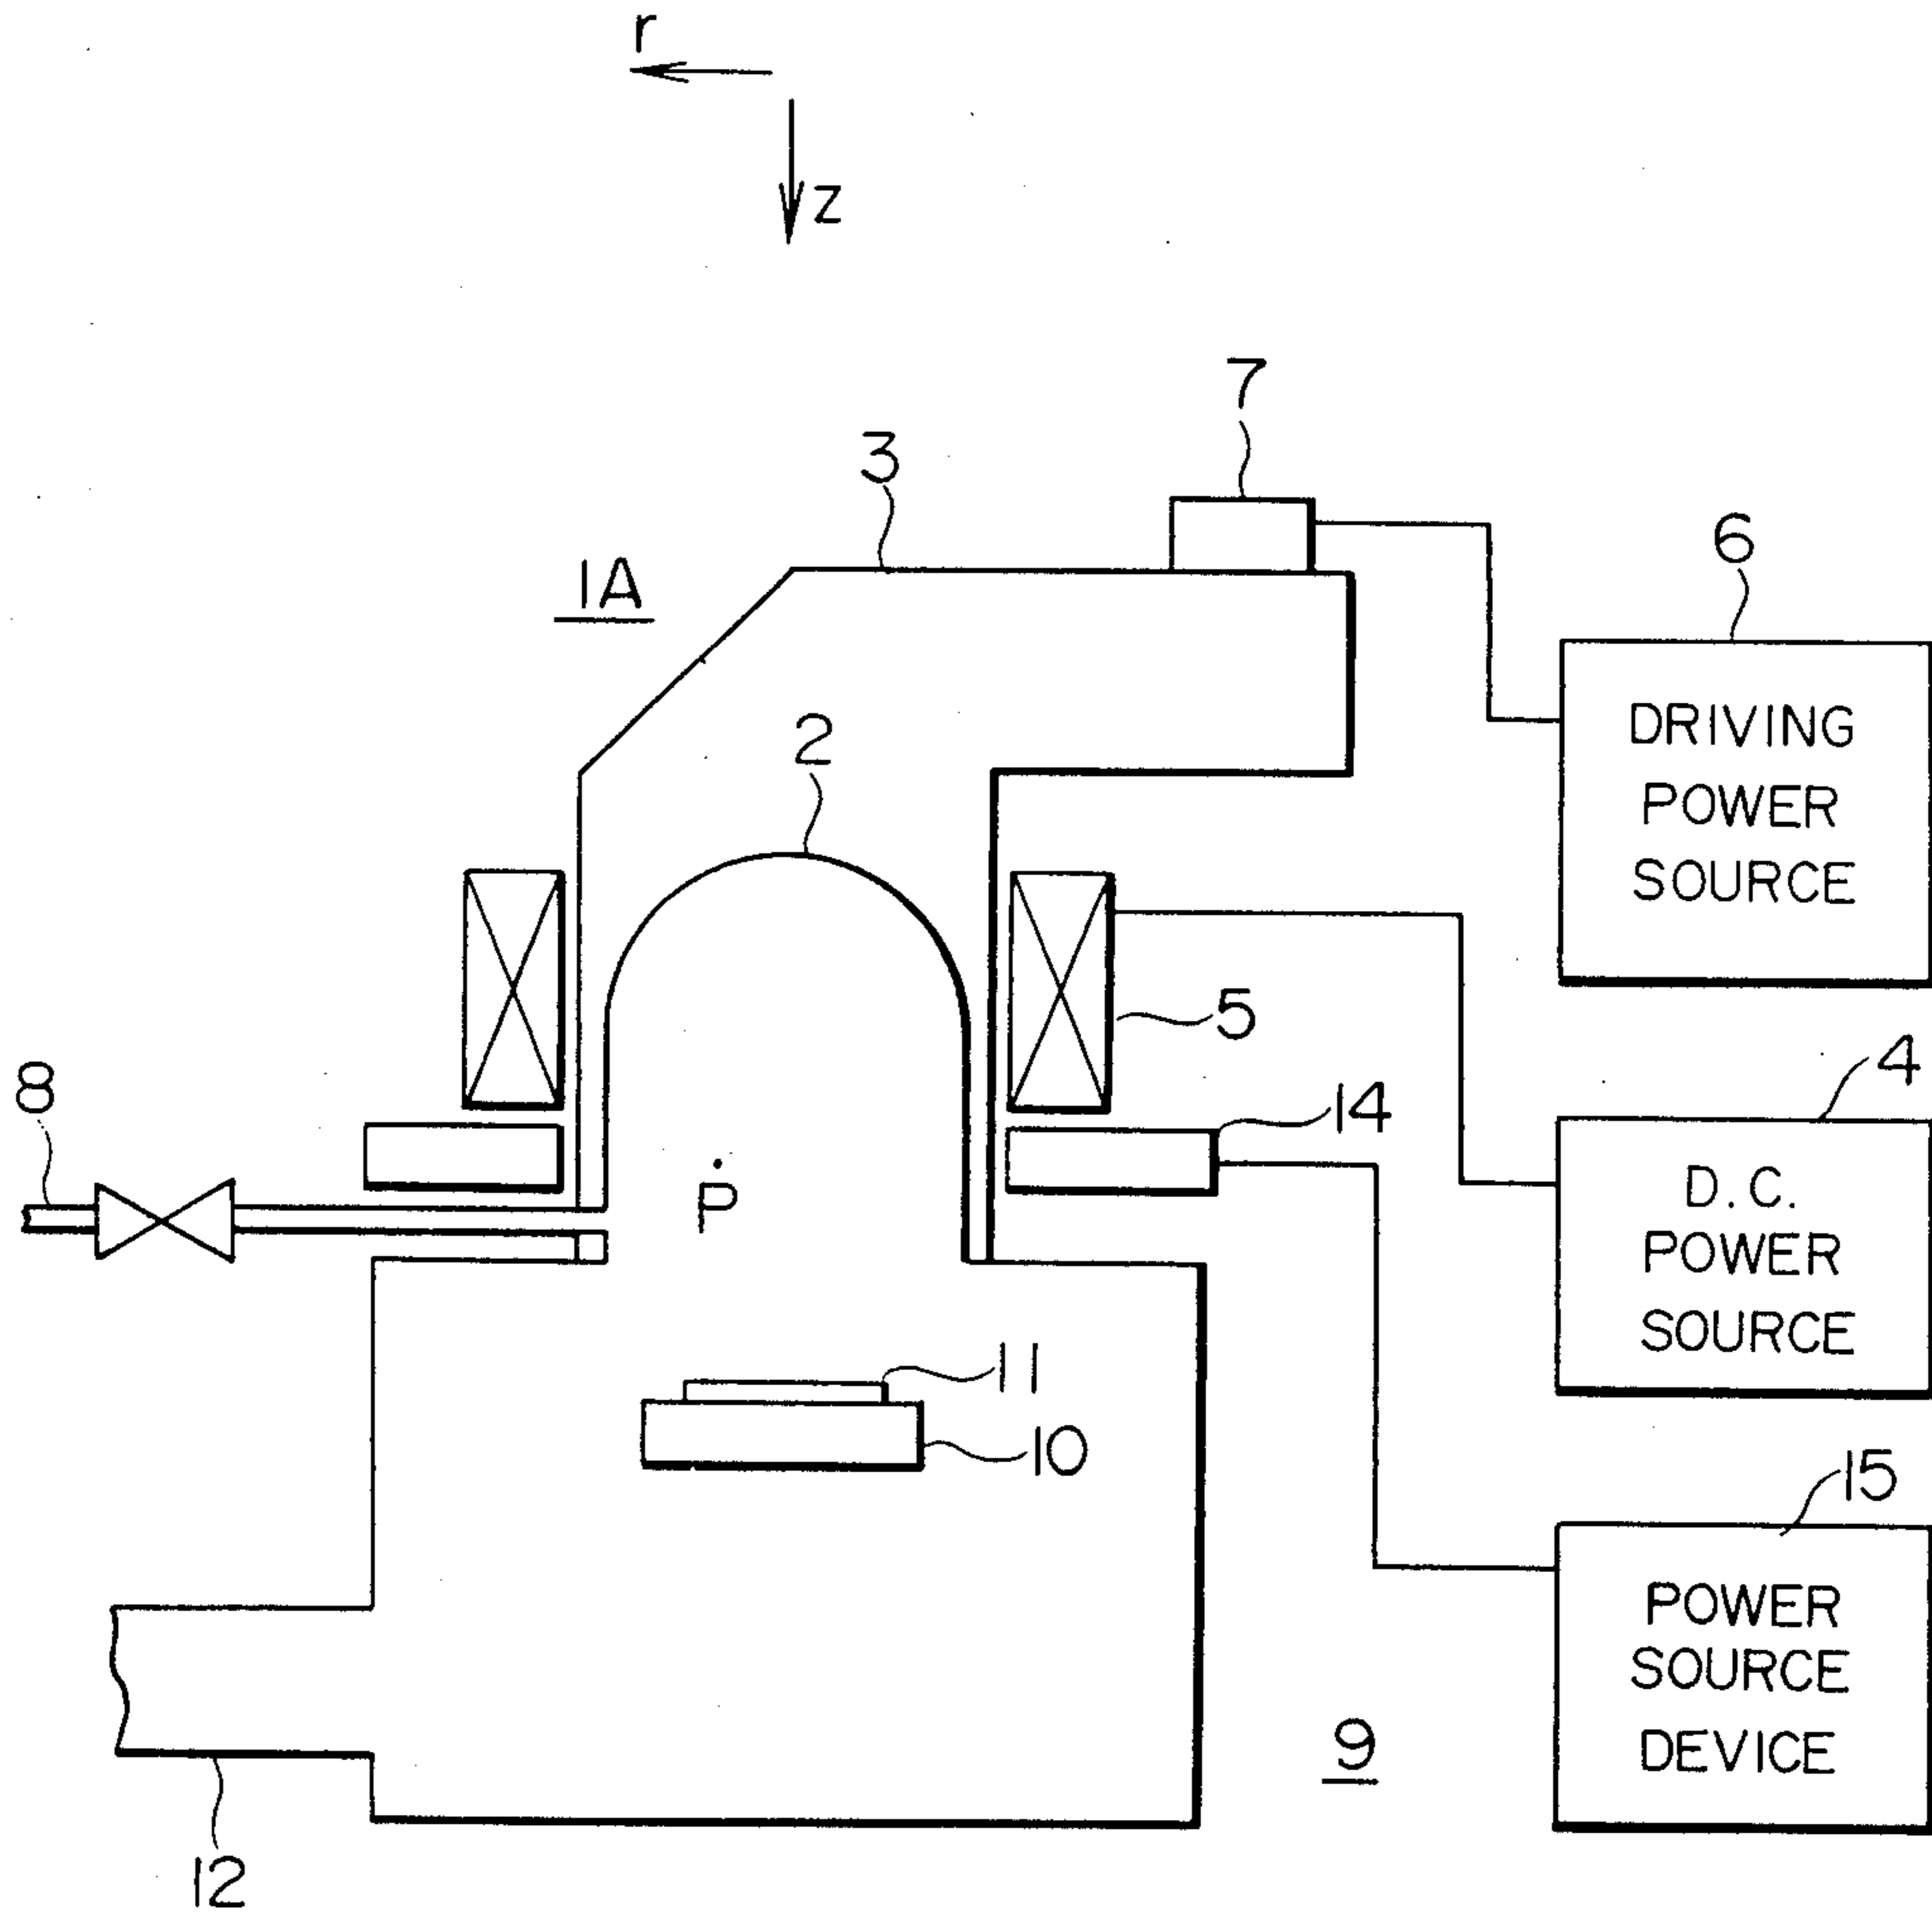 r
z
7
3
6
1A
DRIVING
POWER
SOURCE
2
5
4
8
14
D.C.
POWER
SOURCE
P
11
10
15
POWER
SOURCE
DEVICE
9
12